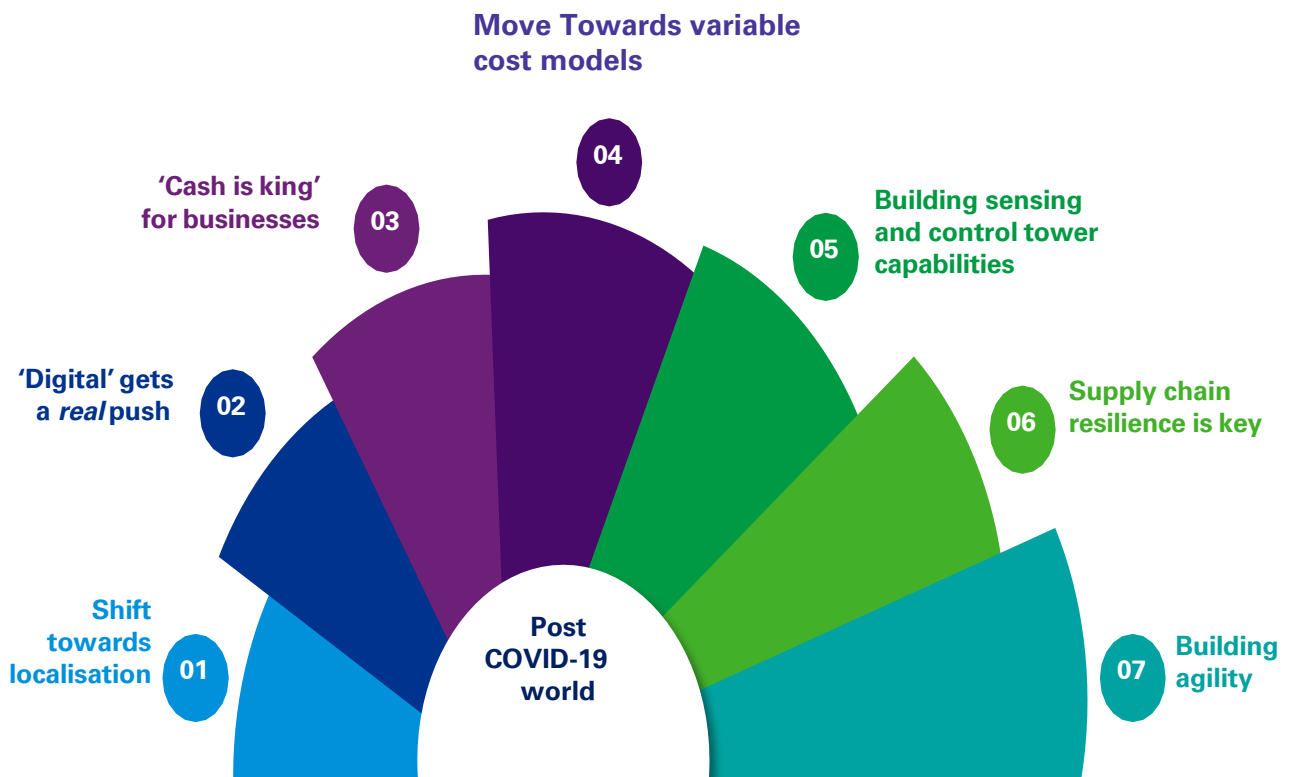 Move Towards variable
cost models
04
'Cash is king'
for businesses
03
05
Building sensing
and control tower
capabilities
'Digital' gets
a real push
02
06
Supply chain
resilience is key
Shift
towards
localisation
01
Post
COVID-19
world
07
Building
agility